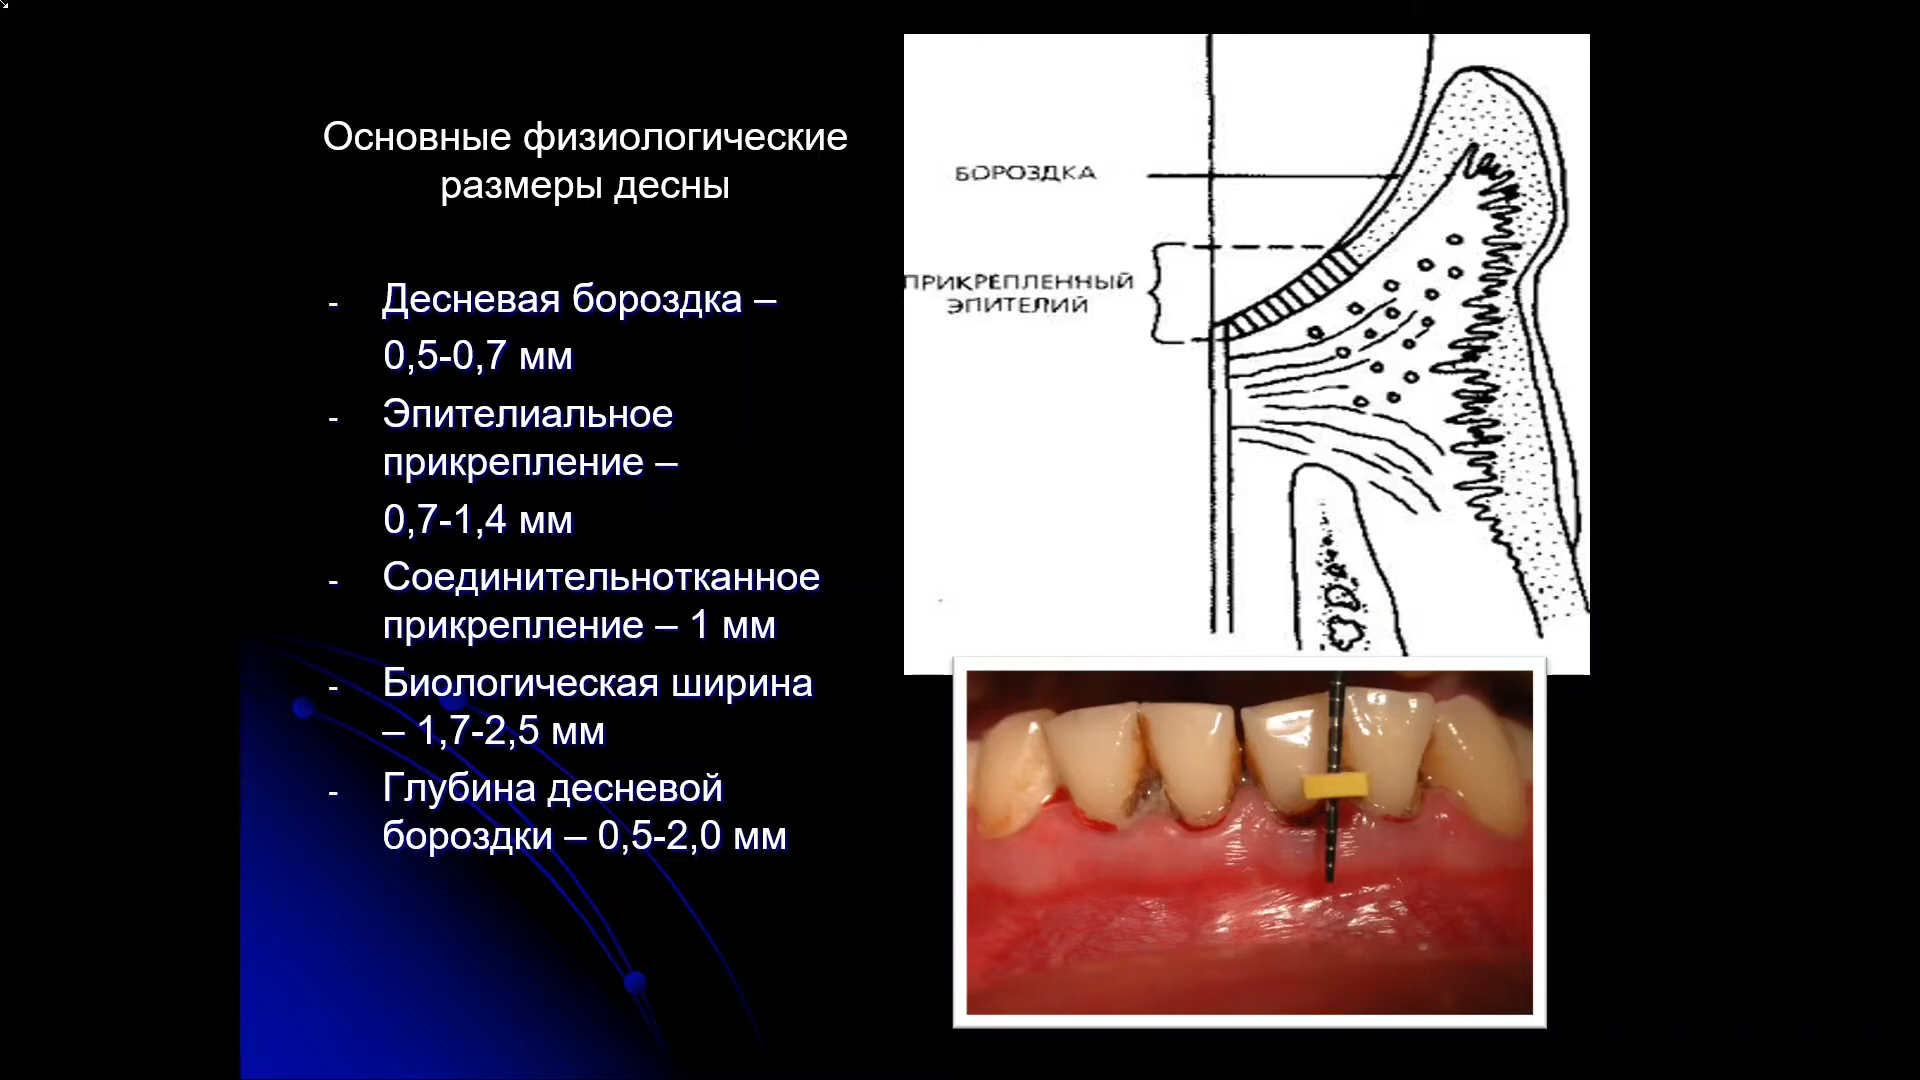 Основные физиологические
размеры десны
- Десневая бороздка –
0,5-0,7 мм
- Эпителиальное
прикрепление –
0,7-1,4 мм
- Соединительнотканное
прикрепление – 1 мм
- Биологическая ширина
– 1,7-2,5 мм
- Глубина десневой
бороздки – 0,5-2,0 мм
БОРОЗДКА
ПРИКРЕПЛЕННЫЙ
ЭПИТЕЛИЙ